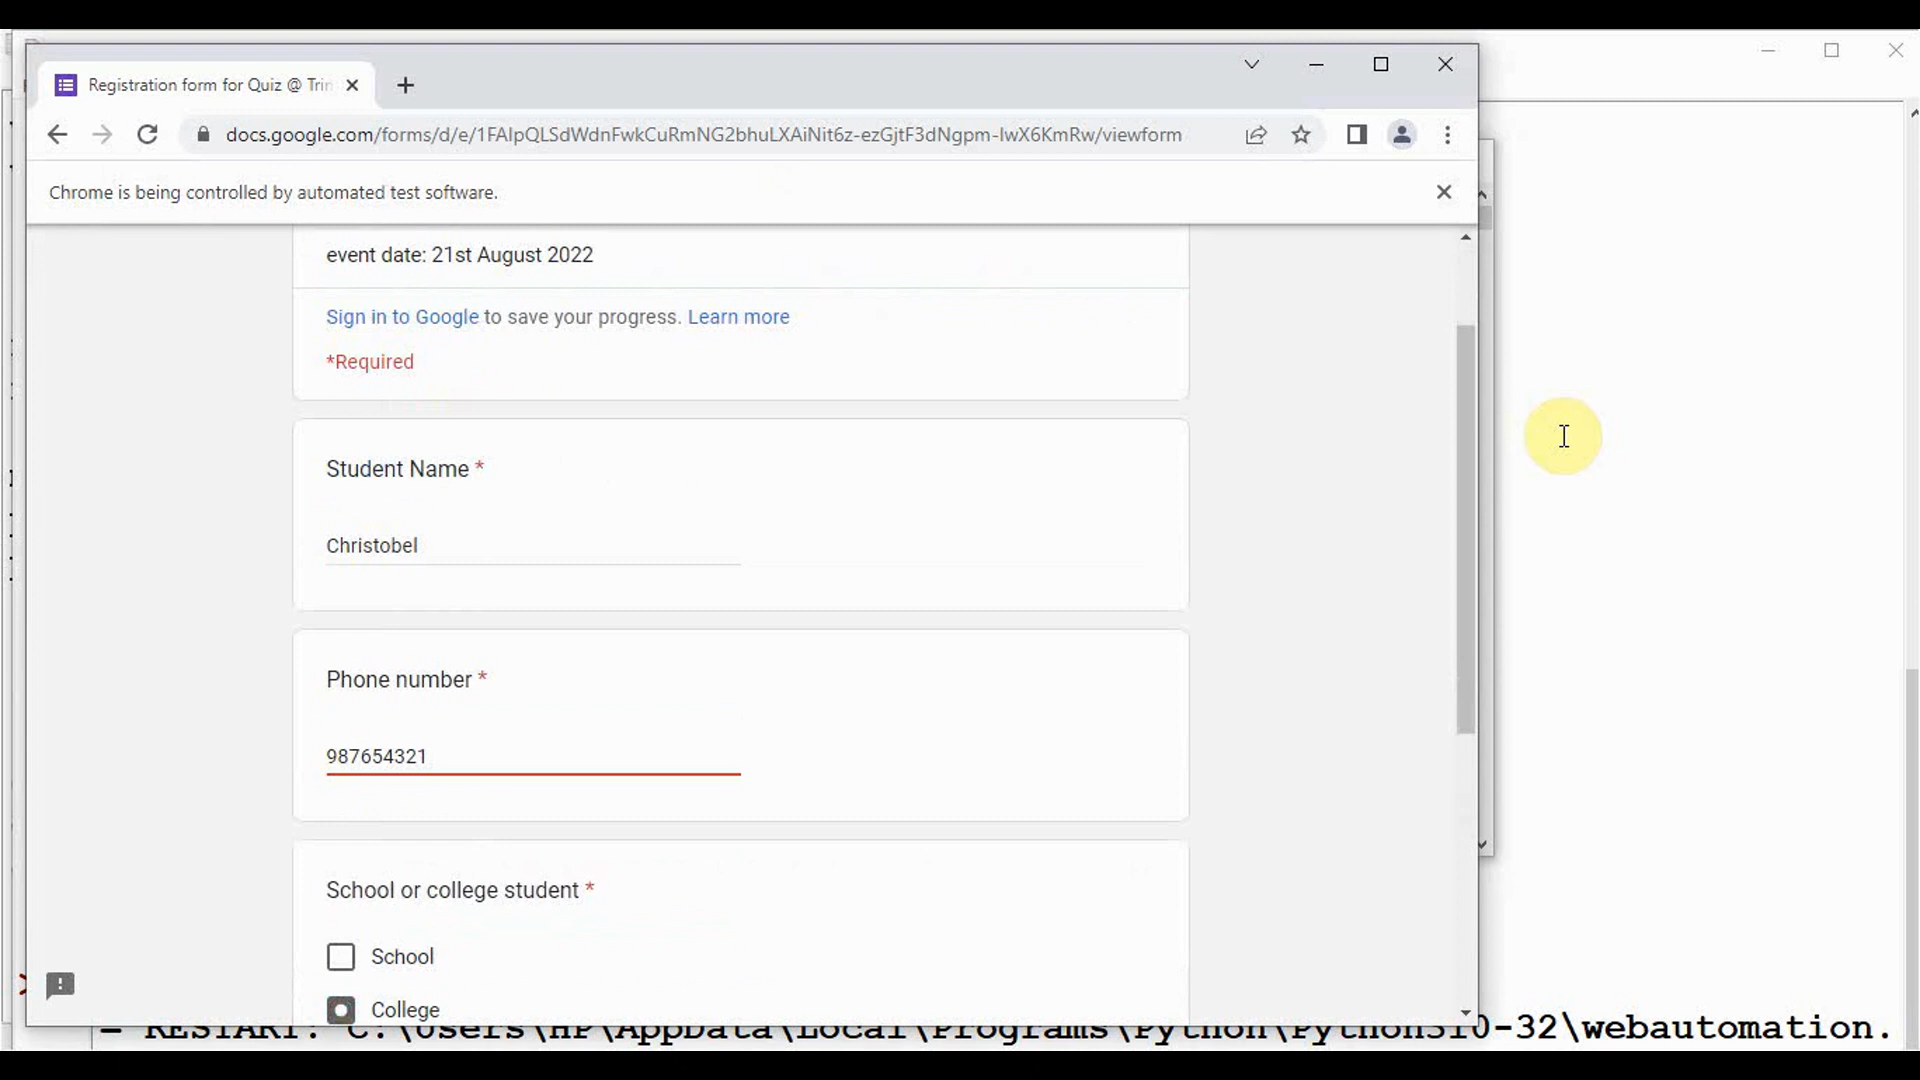 Registration form for Quiz @ Trin
docs.google.com/forms/d/e/1FAIpQLSdWdnFwkCuRmNG2bhuLXAiNit6z-ezGjtF3dNgpm-IwX6KmRw/viewform
Chrome is being controlled by automated test software.
event date: 21st August 2022
Sign in to Google to save your progress. Learn more
*Required
Student Name *
Christobel
Phone number *
987654321
School or college student *
School
College
= RESTART: C:\Users\HP\AppData\Local\Programs\Python\Python310-32\webautomation.